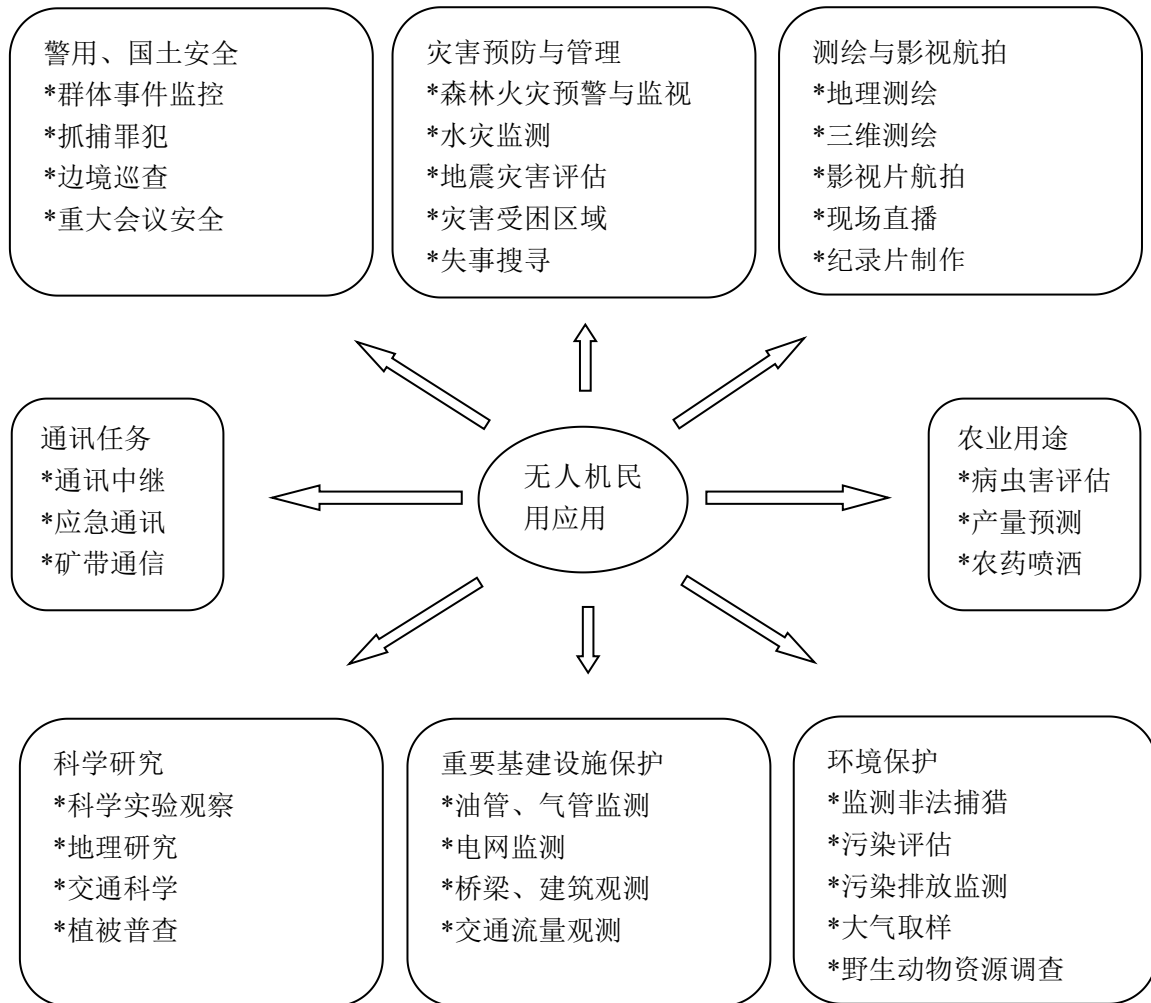 警用、国土安全
*群体事件监控
*抓捕罪犯
*边境巡查
*重大会议安全
灾害预防与管理
*森林火灾预警与监视
*水灾监测
*地震灾害评估
*灾害受困区域
*失事搜寻
测绘与影视航拍
*地理测绘
*三维测绘
*影视片航拍
*现场直播
*纪录片制作
通讯任务
*通讯中继
*应急通讯
*矿带通信
无人机民
用应用
农业用途
*病虫害评估
*产量预测
*农药喷洒
科学研究
*科学实验观察
*地理研究
*交通科学
*植被普查
重要基建设施保护
*油管、气管监测
*电网监测
*桥梁、建筑观测
*交通流量观测
环境保护
*监测非法捕猎
*污染评估
*污染排放监测
*大气取样
*野生动物资源调查